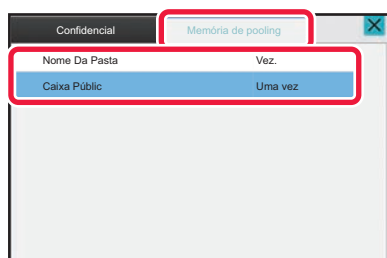 Confidencial Memória de pooling
Nome Da Pasta Vez.
Caixa Públic Uma vez